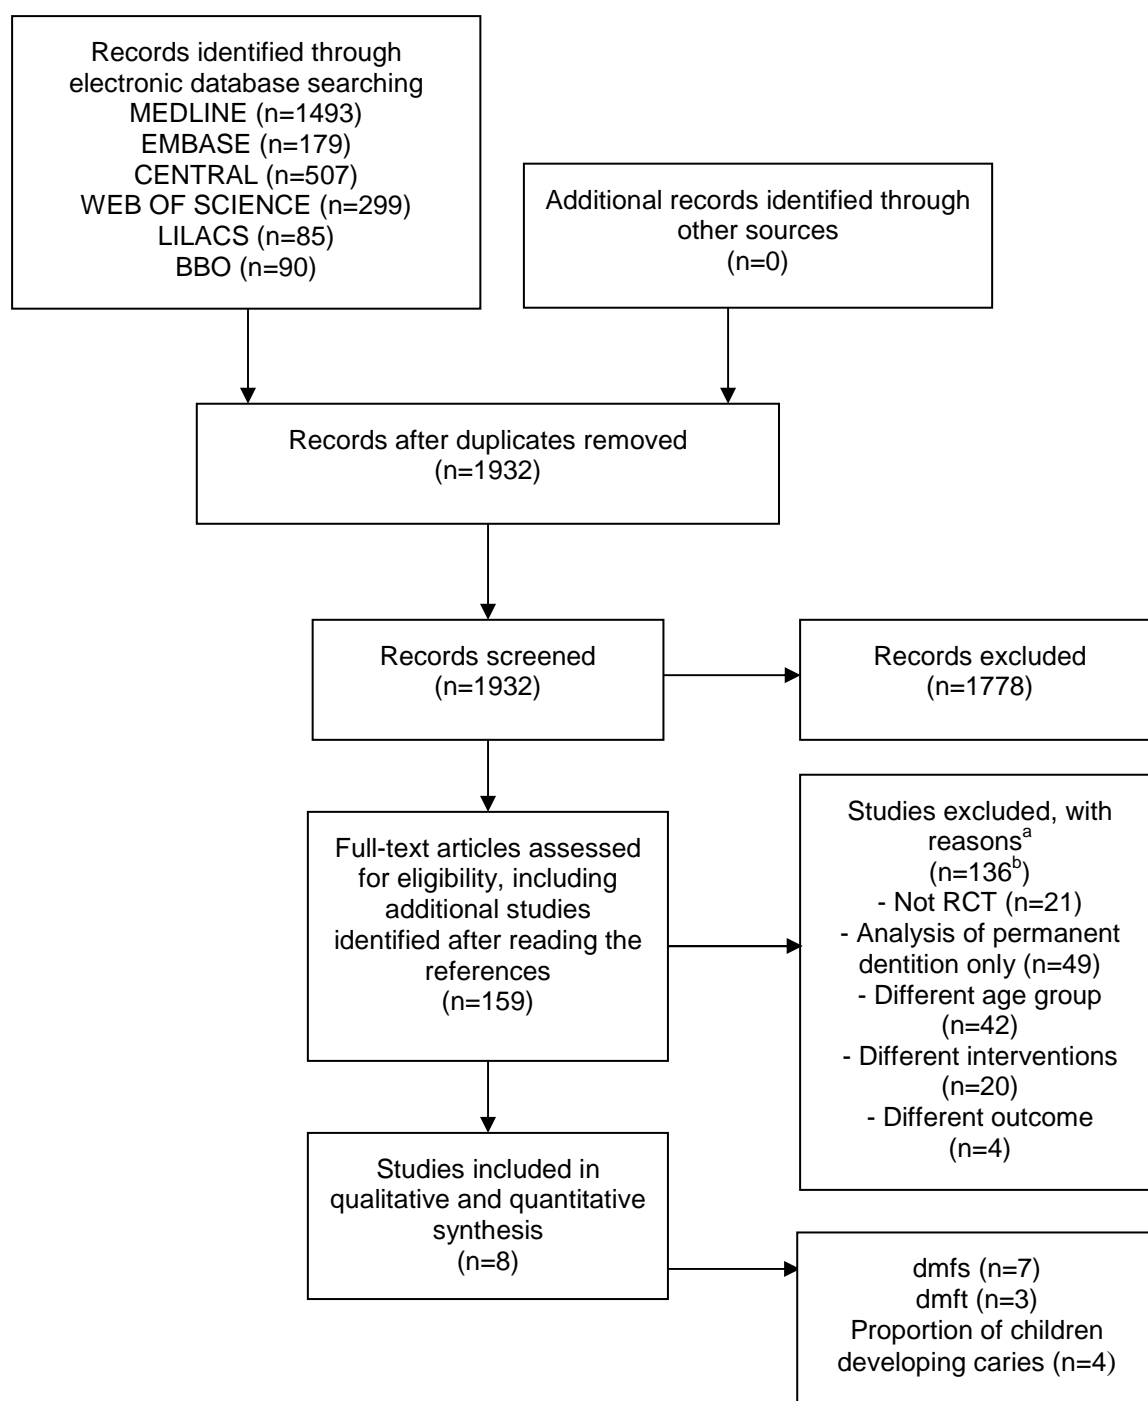 Records identified through
electronic database searching
MEDLINE (n=1493)
EMBASE (n=179)
CENTRAL (n=507)
WEB OF SCIENCE (n=299)
LILACS (n=85)
BBO (n=90)
Additional records identified through
other sources
(n=0)
Records after duplicates removed
(n=1932)
Records screened
(n=1932)
Records excluded
(n=1778)
Full-text articles assessed
for eligibility, including
additional studies
identified after reading the
references
(n=159)
Studies excluded, with
reasonsᵃ
(n=136ᵇ)
- Not RCT (n=21)
- Analysis of permanent
dentition only (n=49)
- Different age group
(n=42)
- Different interventions
(n=20)
- Different outcome
(n=4)
Studies included in
qualitative and quantitative
synthesis
(n=8)
dmfs (n=7)
dmft (n=3)
Proportion of children
developing caries (n=4)